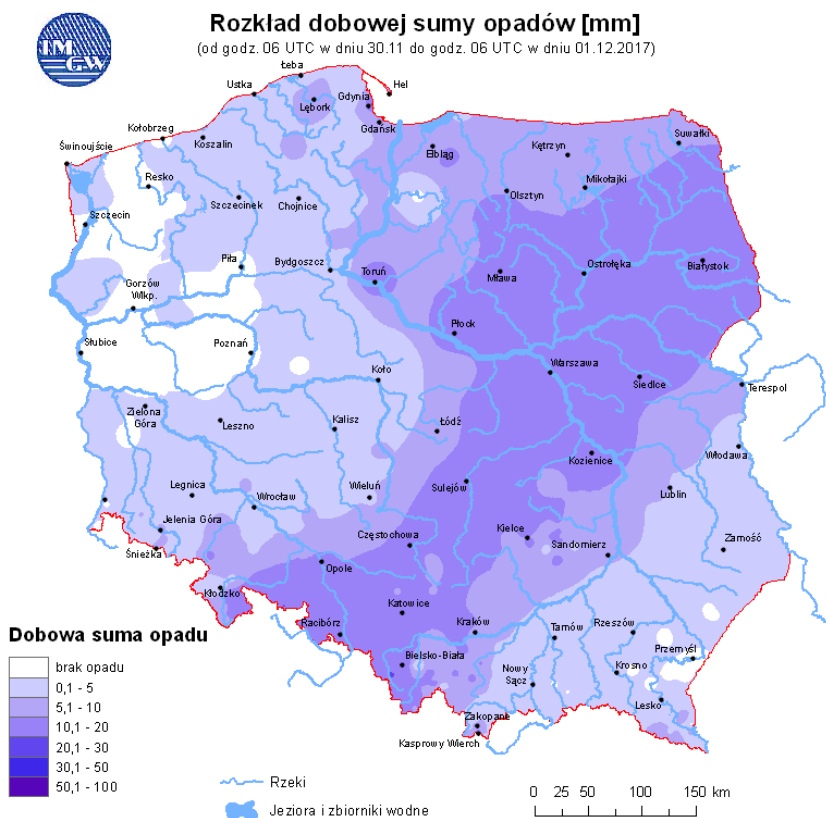 Rozkład dobowej sumy opadów [mm]
(od godz. 06 UTC w dniu 30.11 do godz. 06 UTC w dniu 01.12.2017)
IM
GW
Łeba
Ustka
Hel
Lębork
Gdynia
Gdańsk
Kołobrzeg
Koszalin
Suwałki
Świnoujście
Elbląg
Kętrzyn
Resko
Mikołajki
Olsztyn
Szczecinek
Chojnice
Szczecin
Piła
Bydgoszcz
Toruń
Mława
Ostrołęka
Białystok
Gorzów
Wlkp.
Płock
Słubice
Poznań
Koło
Warszawa
Siedlce
Terespol
Zielona
Góra
Leszno
Kalisz
Łódź
Włodawa
Kozienice
Legnica
Wrocław
Wieluń
Sulejów
Lublin
Jelenia Góra
Częstochowa
Kielce
Sandomierz
Zamość
Śnieżka
Opole
Kłodzko
Katowice
Racibórz
Kraków
Tarnów
Rzeszów
Przemyśl
Bielsko-Biała
Nowy
Sącz
Krosno
Lesko
Zakopane
Kasprowy Wierch
Dobowa suma opadu
brak opadu
0,1 - 5
5,1 - 10
10,1 - 20
20,1 - 30
30,1 - 50
50,1 - 100
Rzeki
Jeziora i zbiorniki wodne
0 25 50 100 150 km